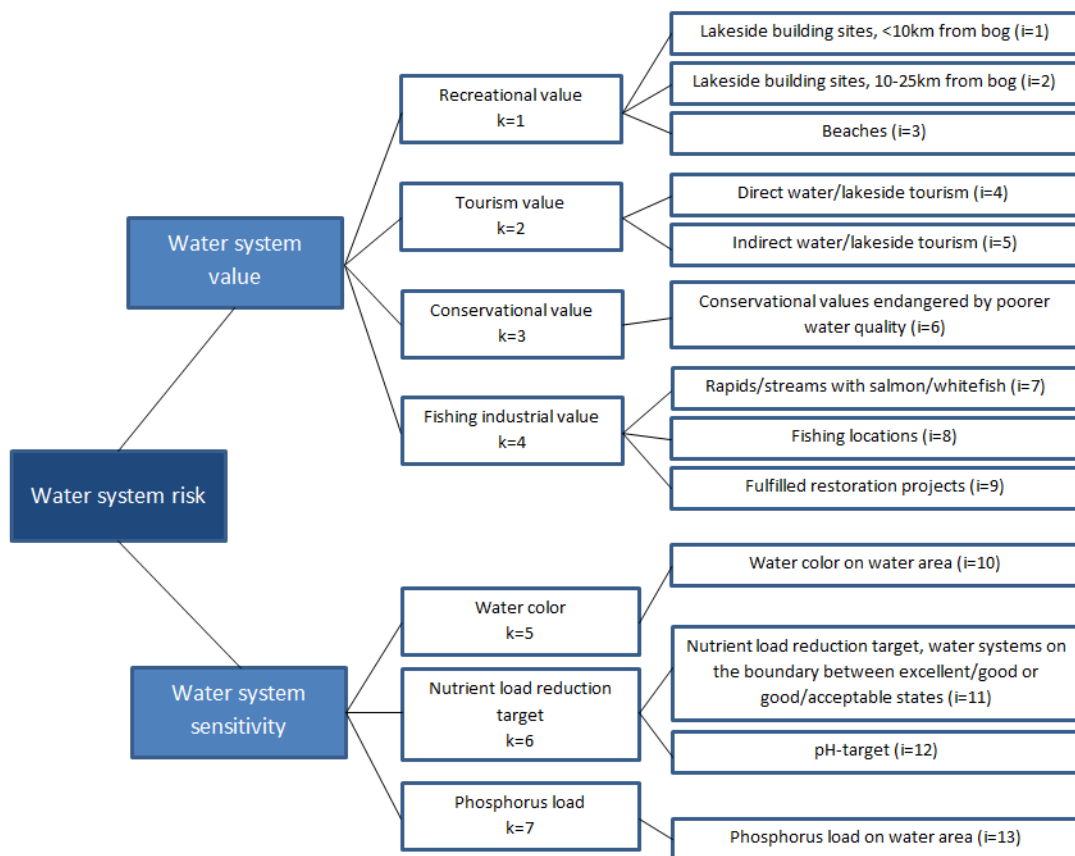 Water system risk
Water system
value
Recreational value
k=1
Lakeside building sites, <10km from bog (i=1)
Lakeside building sites, 10-25km from bog (i=2)
Beaches (i=3)
Tourism value
k=2
Direct water/lakeside tourism (i=4)
Indirect water/lakeside tourism (i=5)
Conservational value
k=3
Conservational values endangered by poorer
water quality (i=6)
Fishing industrial value
k=4
Rapids/streams with salmon/whitefish (i=7)
Fishing locations (i=8)
Fulfilled restoration projects (i=9)
Water system
sensitivity
Water color
k=5
Water color on water area (i=10)
Nutrient load reduction
target
k=6
Nutrient load reduction target, water systems on
the boundary between excellent/good or
good/acceptable states (i=11)
pH-target (i=12)
Phosphorus load
k=7
Phosphorus load on water area (i=13)